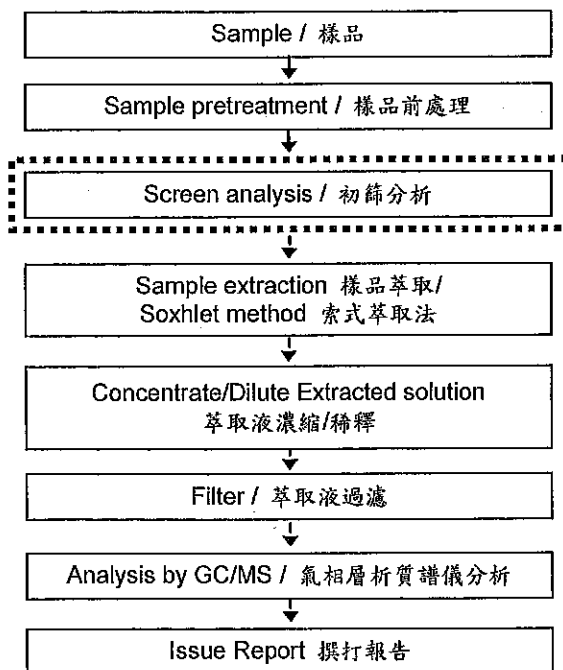 Sample / 樣品
Sample pretreatment / 樣品前處理
Screen analysis / 初篩分析
Sample extraction 樣品萃取/
Soxhlet method 索式萃取法
Concentrate/Dilute Extracted solution
萃取液濃縮/稀釋
Filter / 萃取液過濾
Analysis by GC/MS / 氣相層析質譜儀分析
Issue Report 撰打報告